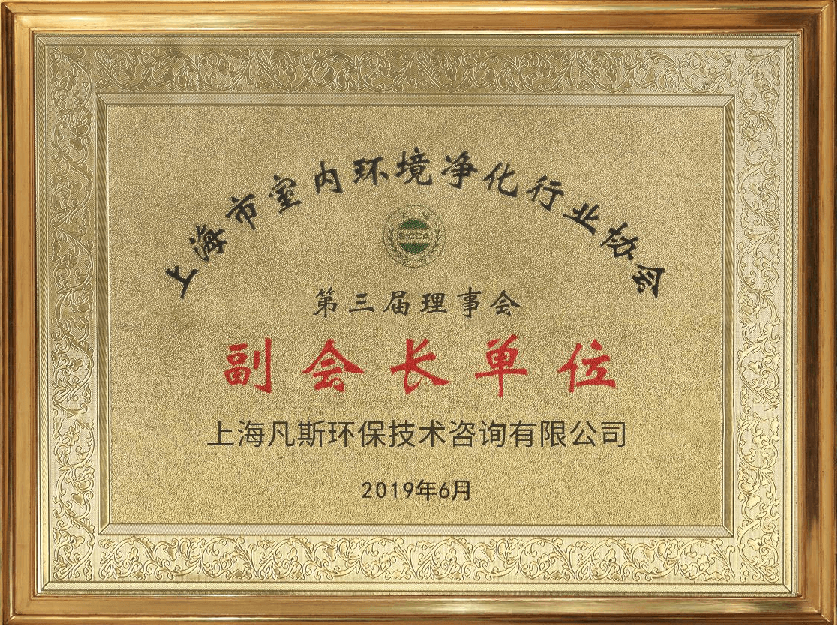 上海市室内环境净化行业协会
第三届理事会
副会长单位
上海凡斯环保技术咨询有限公司
2019年6月